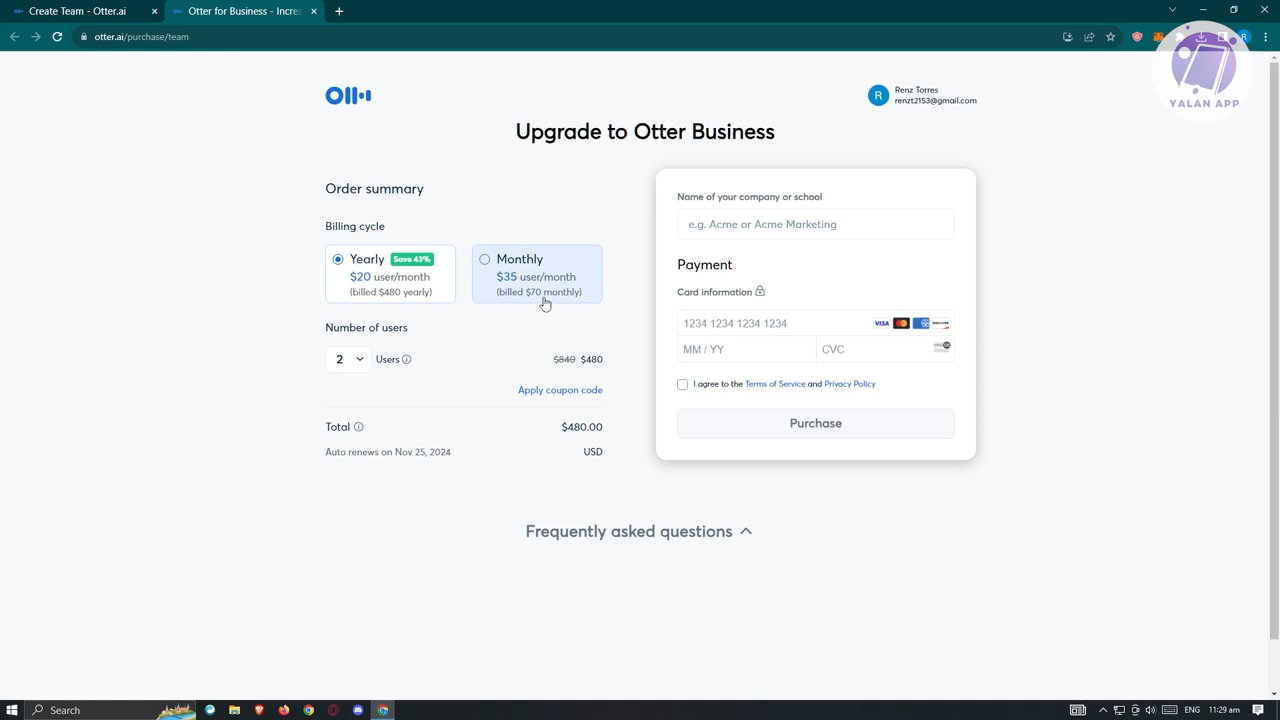 Create Team - Otter.ai
Otter for Business - Increa
otter.ai/purchase/team
R
YALAN APP
R
Renz Torres
renzt2153@gmail.com
Upgrade to Otter Business
Order summary
Billing cycle
Yearly Save 43%
$20 user/month
(billed $480 yearly)
Monthly
$35 user/month
(billed $70 monthly)
Number of users
2 Users
$840 $480
Apply coupon code
Total $480.00
Auto renews on Nov 25, 2024 USD
Name of your company or school
e.g. Acme or Acme Marketing
Payment
Card information
1234 1234 1234 1234 VISA DISCOVER
MM / YY CVC
I agree to the Terms of Service and Privacy Policy
Purchase
Frequently asked questions
Search
ENG 11:29 am